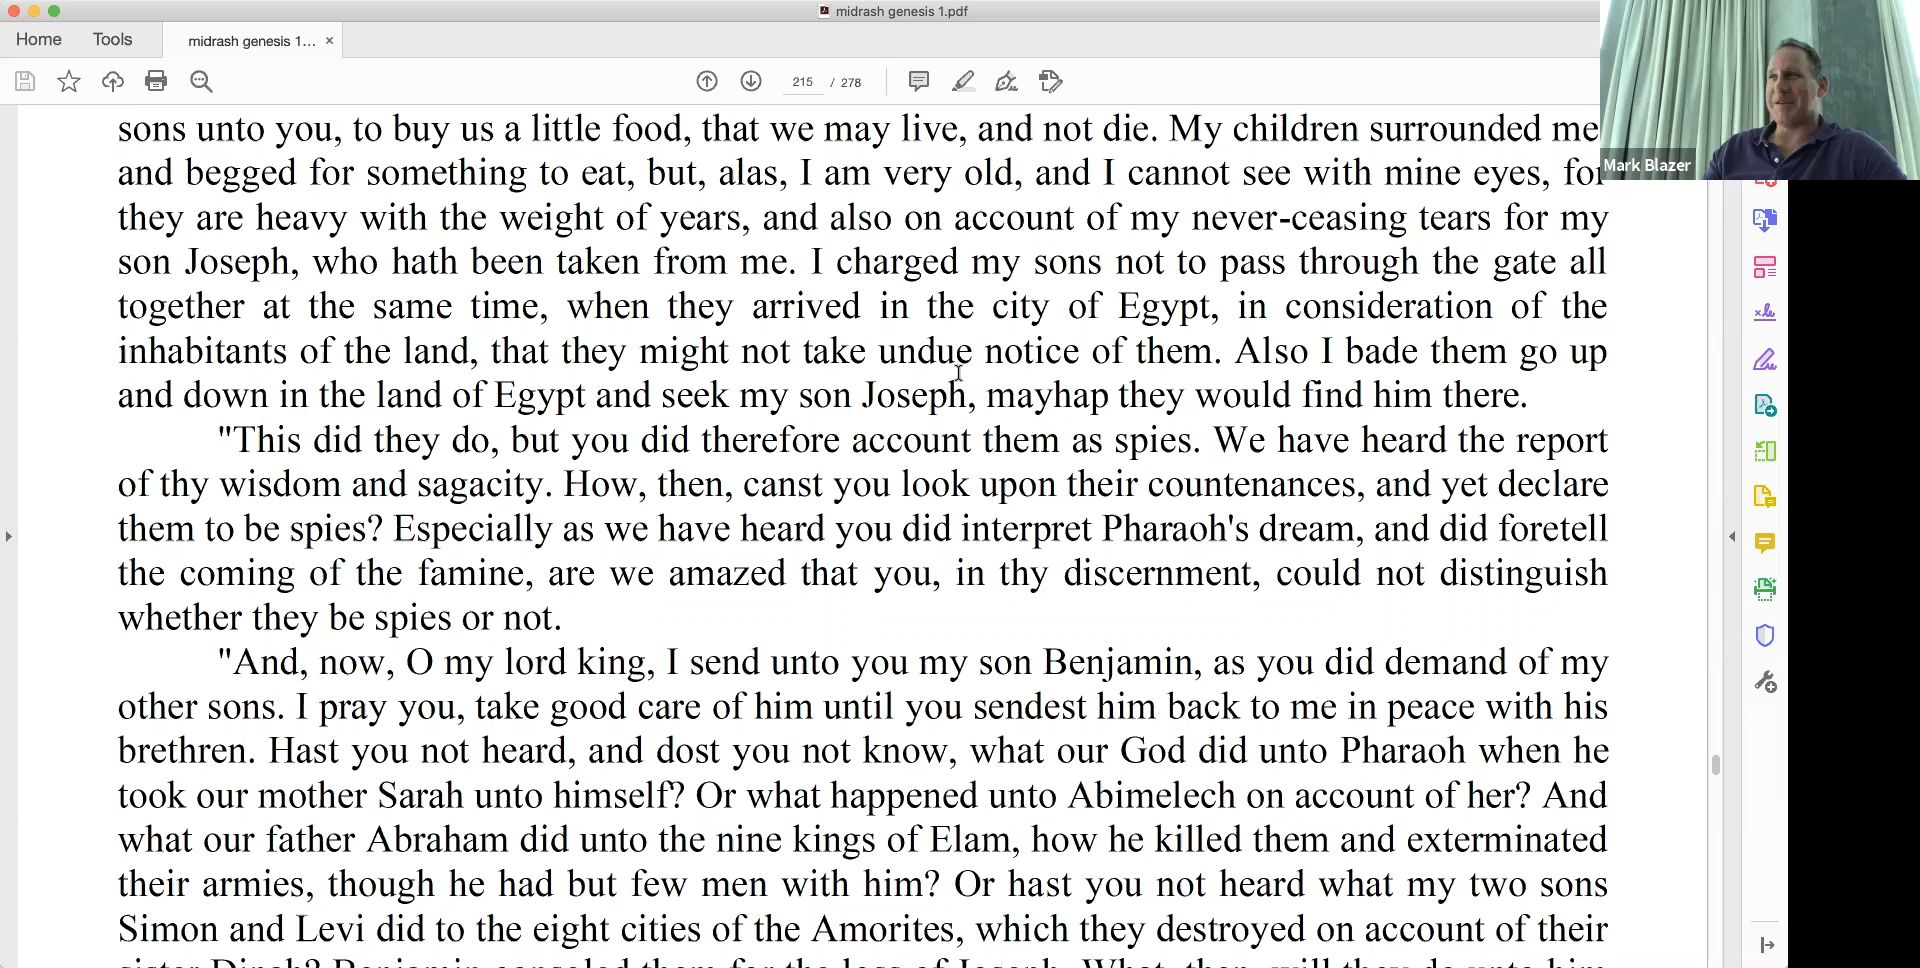 midrash genesis 1.pdf
Home
Tools
midrash genesis 1...
215 / 278
Mark Blazer
sons unto you, to buy us a little food, that we may live, and not die. My children surrounded me
and begged for something to eat, but, alas, I am very old, and I cannot see with mine eyes, for
they are heavy with the weight of years, and also on account of my never-ceasing tears for my
son Joseph, who hath been taken from me. I charged my sons not to pass through the gate all
together at the same time, when they arrived in the city of Egypt, in consideration of the
inhabitants of the land, that they might not take undue notice of them. Also I bade them go up
and down in the land of Egypt and seek my son Joseph, mayhap they would find him there.
"This did they do, but you did therefore account them as spies. We have heard the report
of thy wisdom and sagacity. How, then, canst you look upon their countenances, and yet declare
them to be spies? Especially as we have heard you did interpret Pharaoh's dream, and did foretell
the coming of the famine, are we amazed that you, in thy discernment, could not distinguish
whether they be spies or not.
"And, now, O my lord king, I send unto you my son Benjamin, as you did demand of my
other sons. I pray you, take good care of him until you sendest him back to me in peace with his
brethren. Hast you not heard, and dost you not know, what our God did unto Pharaoh when he
took our mother Sarah unto himself? Or what happened unto Abimelech on account of her? And
what our father Abraham did unto the nine kings of Elam, how he killed them and exterminated
their armies, though he had but few men with him? Or hast you not heard what my two sons
Simon and Levi did to the eight cities of the Amorites, which they destroyed on account of their
sister Dinah? Benjamin consoled them for the loss of Joseph. What, then, will they do unto him